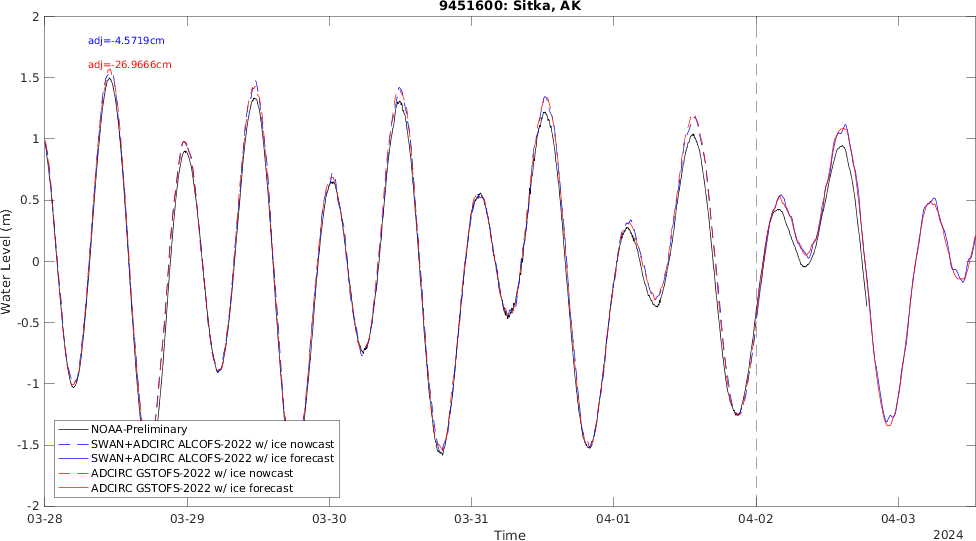 9451600: Sitka, AK
2
adj=-4.5719cm
adj=-26.9666cm
1.5
1
0.5
0
-0.5
-1
-1.5
-2
Water Level (m)
NOAA-Preliminary
SWAN+ADCIRC ALCOFS-2022 w/ ice nowcast
SWAN+ADCIRC ALCOFS-2022 w/ ice forecast
ADCIRC GSTOFS-2022 w/ ice nowcast
ADCIRC GSTOFS-2022 w/ ice forecast
03-28 03-29 03-30 03-31 04-01 04-02 04-03
Time
2024